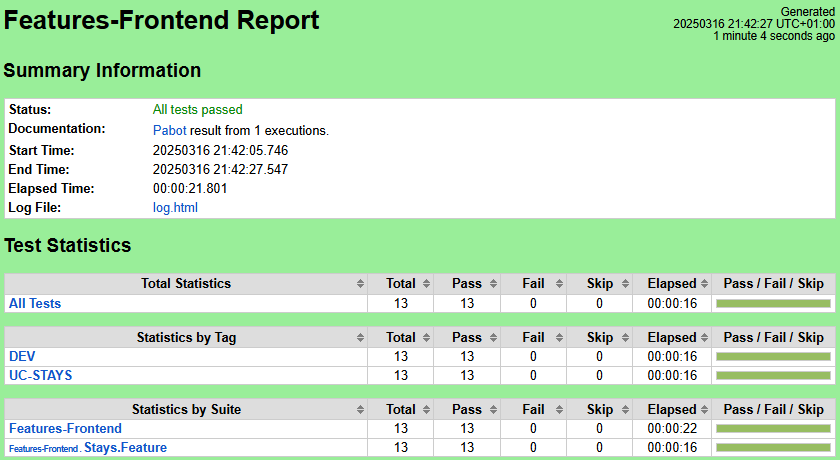 Features-Frontend Report
Generated
20250316 21:42:27 UTC+01:00
1 minute 4 seconds ago
Summary Information
Status: All tests passed
Documentation: Pabot result from 1 executions.
Start Time: 20250316 21:42:05.746
End Time: 20250316 21:42:27.547
Elapsed Time: 00:00:21.801
Log File: log.html
Test Statistics
Total Statistics Total Pass Fail Skip Elapsed Pass / Fail / Skip
All Tests 13 13 0 0 00:00:16
Statistics by Tag Total Pass Fail Skip Elapsed Pass / Fail / Skip
DEV 13 13 0 0 00:00:16
UC-STAYS 13 13 0 0 00:00:16
Statistics by Suite Total Pass Fail Skip Elapsed Pass / Fail / Skip
Features-Frontend 13 13 0 0 00:00:22
Features-Frontend . Stays.Feature 13 13 0 0 00:00:16